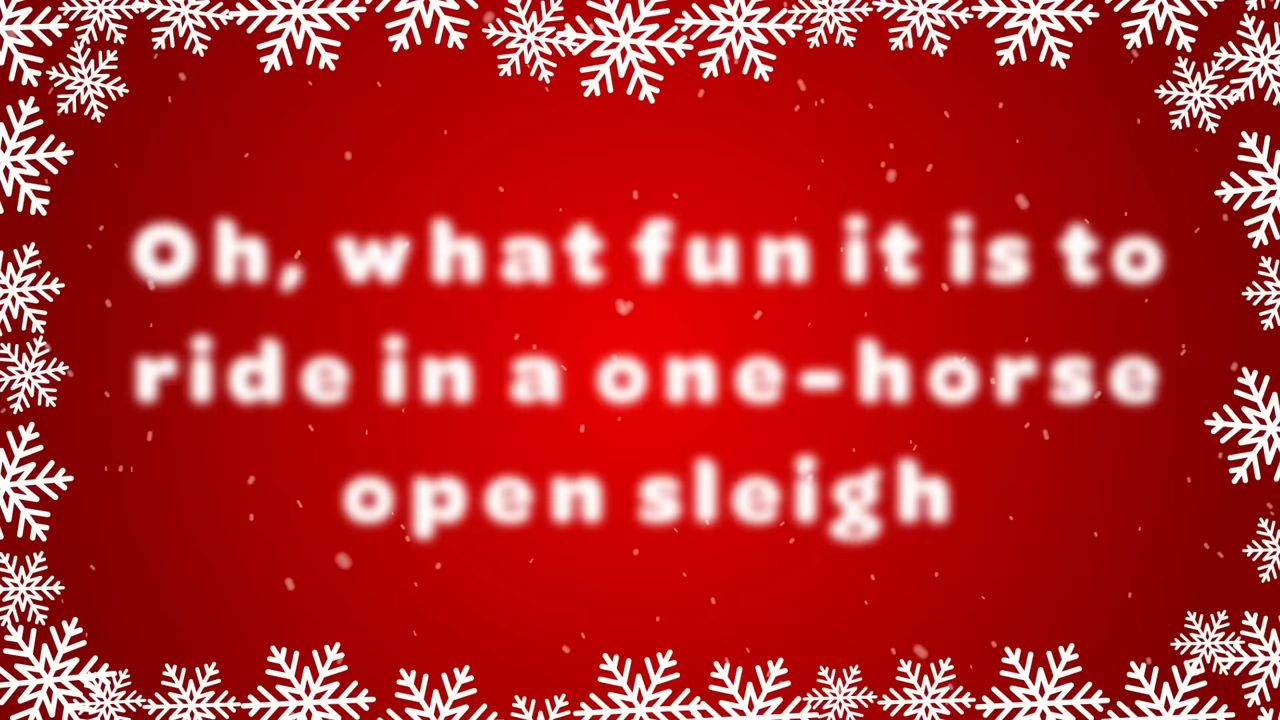 Oh, what fun it is to
ride in a one-horse
open sleigh